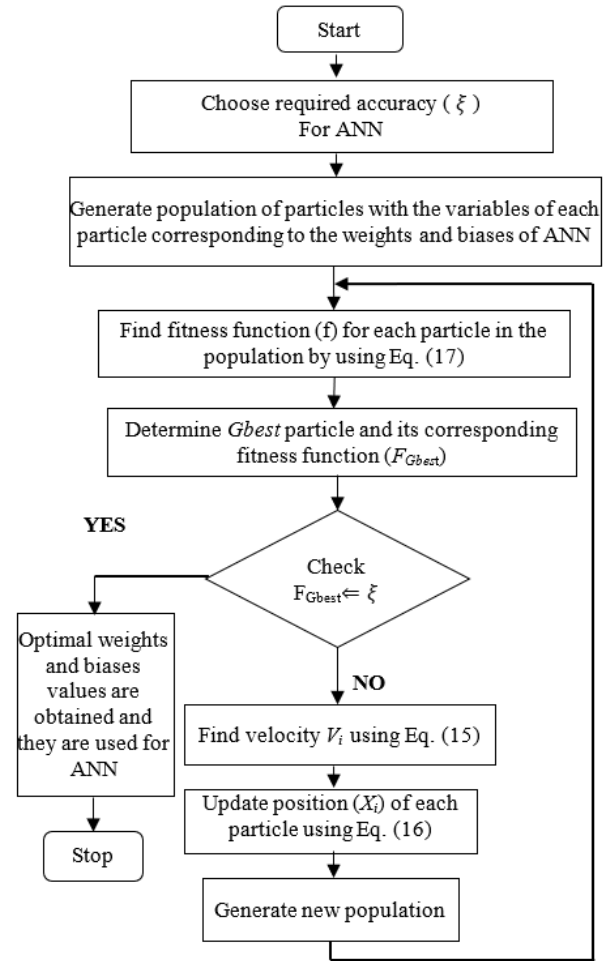 Start
Choose required accuracy ( ξ )
For ANN
Generate population of particles with the variables of each
particle corresponding to the weights and biases of ANN
Find fitness function (f) for each particle in the
population by using Eq. (17)
Determine Gbest particle and its corresponding
fitness function (F_Gbest)
YES
Check
F_Gbest⇐ ξ
Optimal weights
and biases
values are
obtained and
they are used for
ANN
NO
Find velocity V_i using Eq. (15)
Update position (X_i) of each
particle using Eq. (16)
Stop
Generate new population